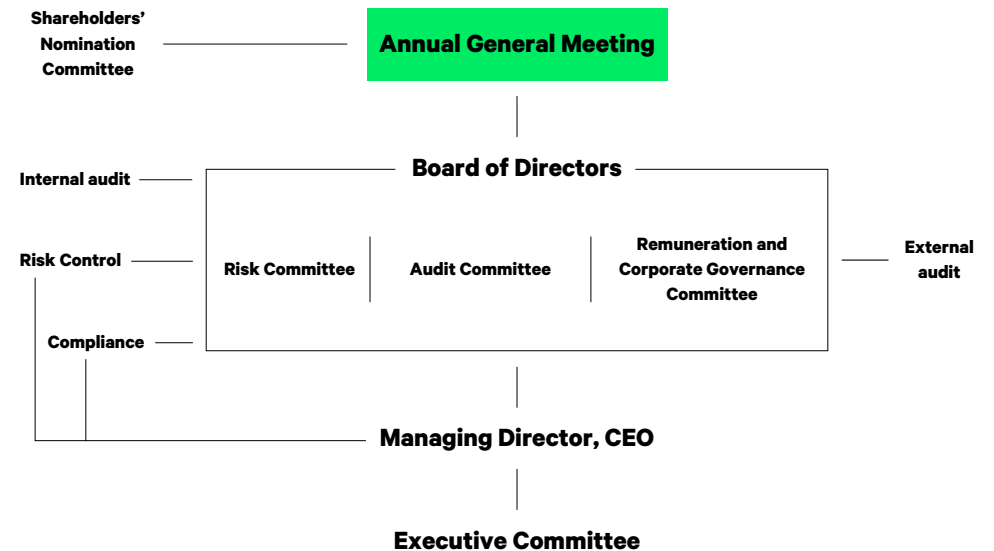 Shareholders’
Nomination
Committee
Annual General Meeting
Board of Directors
Internal audit
Risk Control
Risk Committee
Audit Committee
Remuneration and
Corporate Governance
Committee
External
audit
Compliance
Managing Director, CEO
Executive Committee